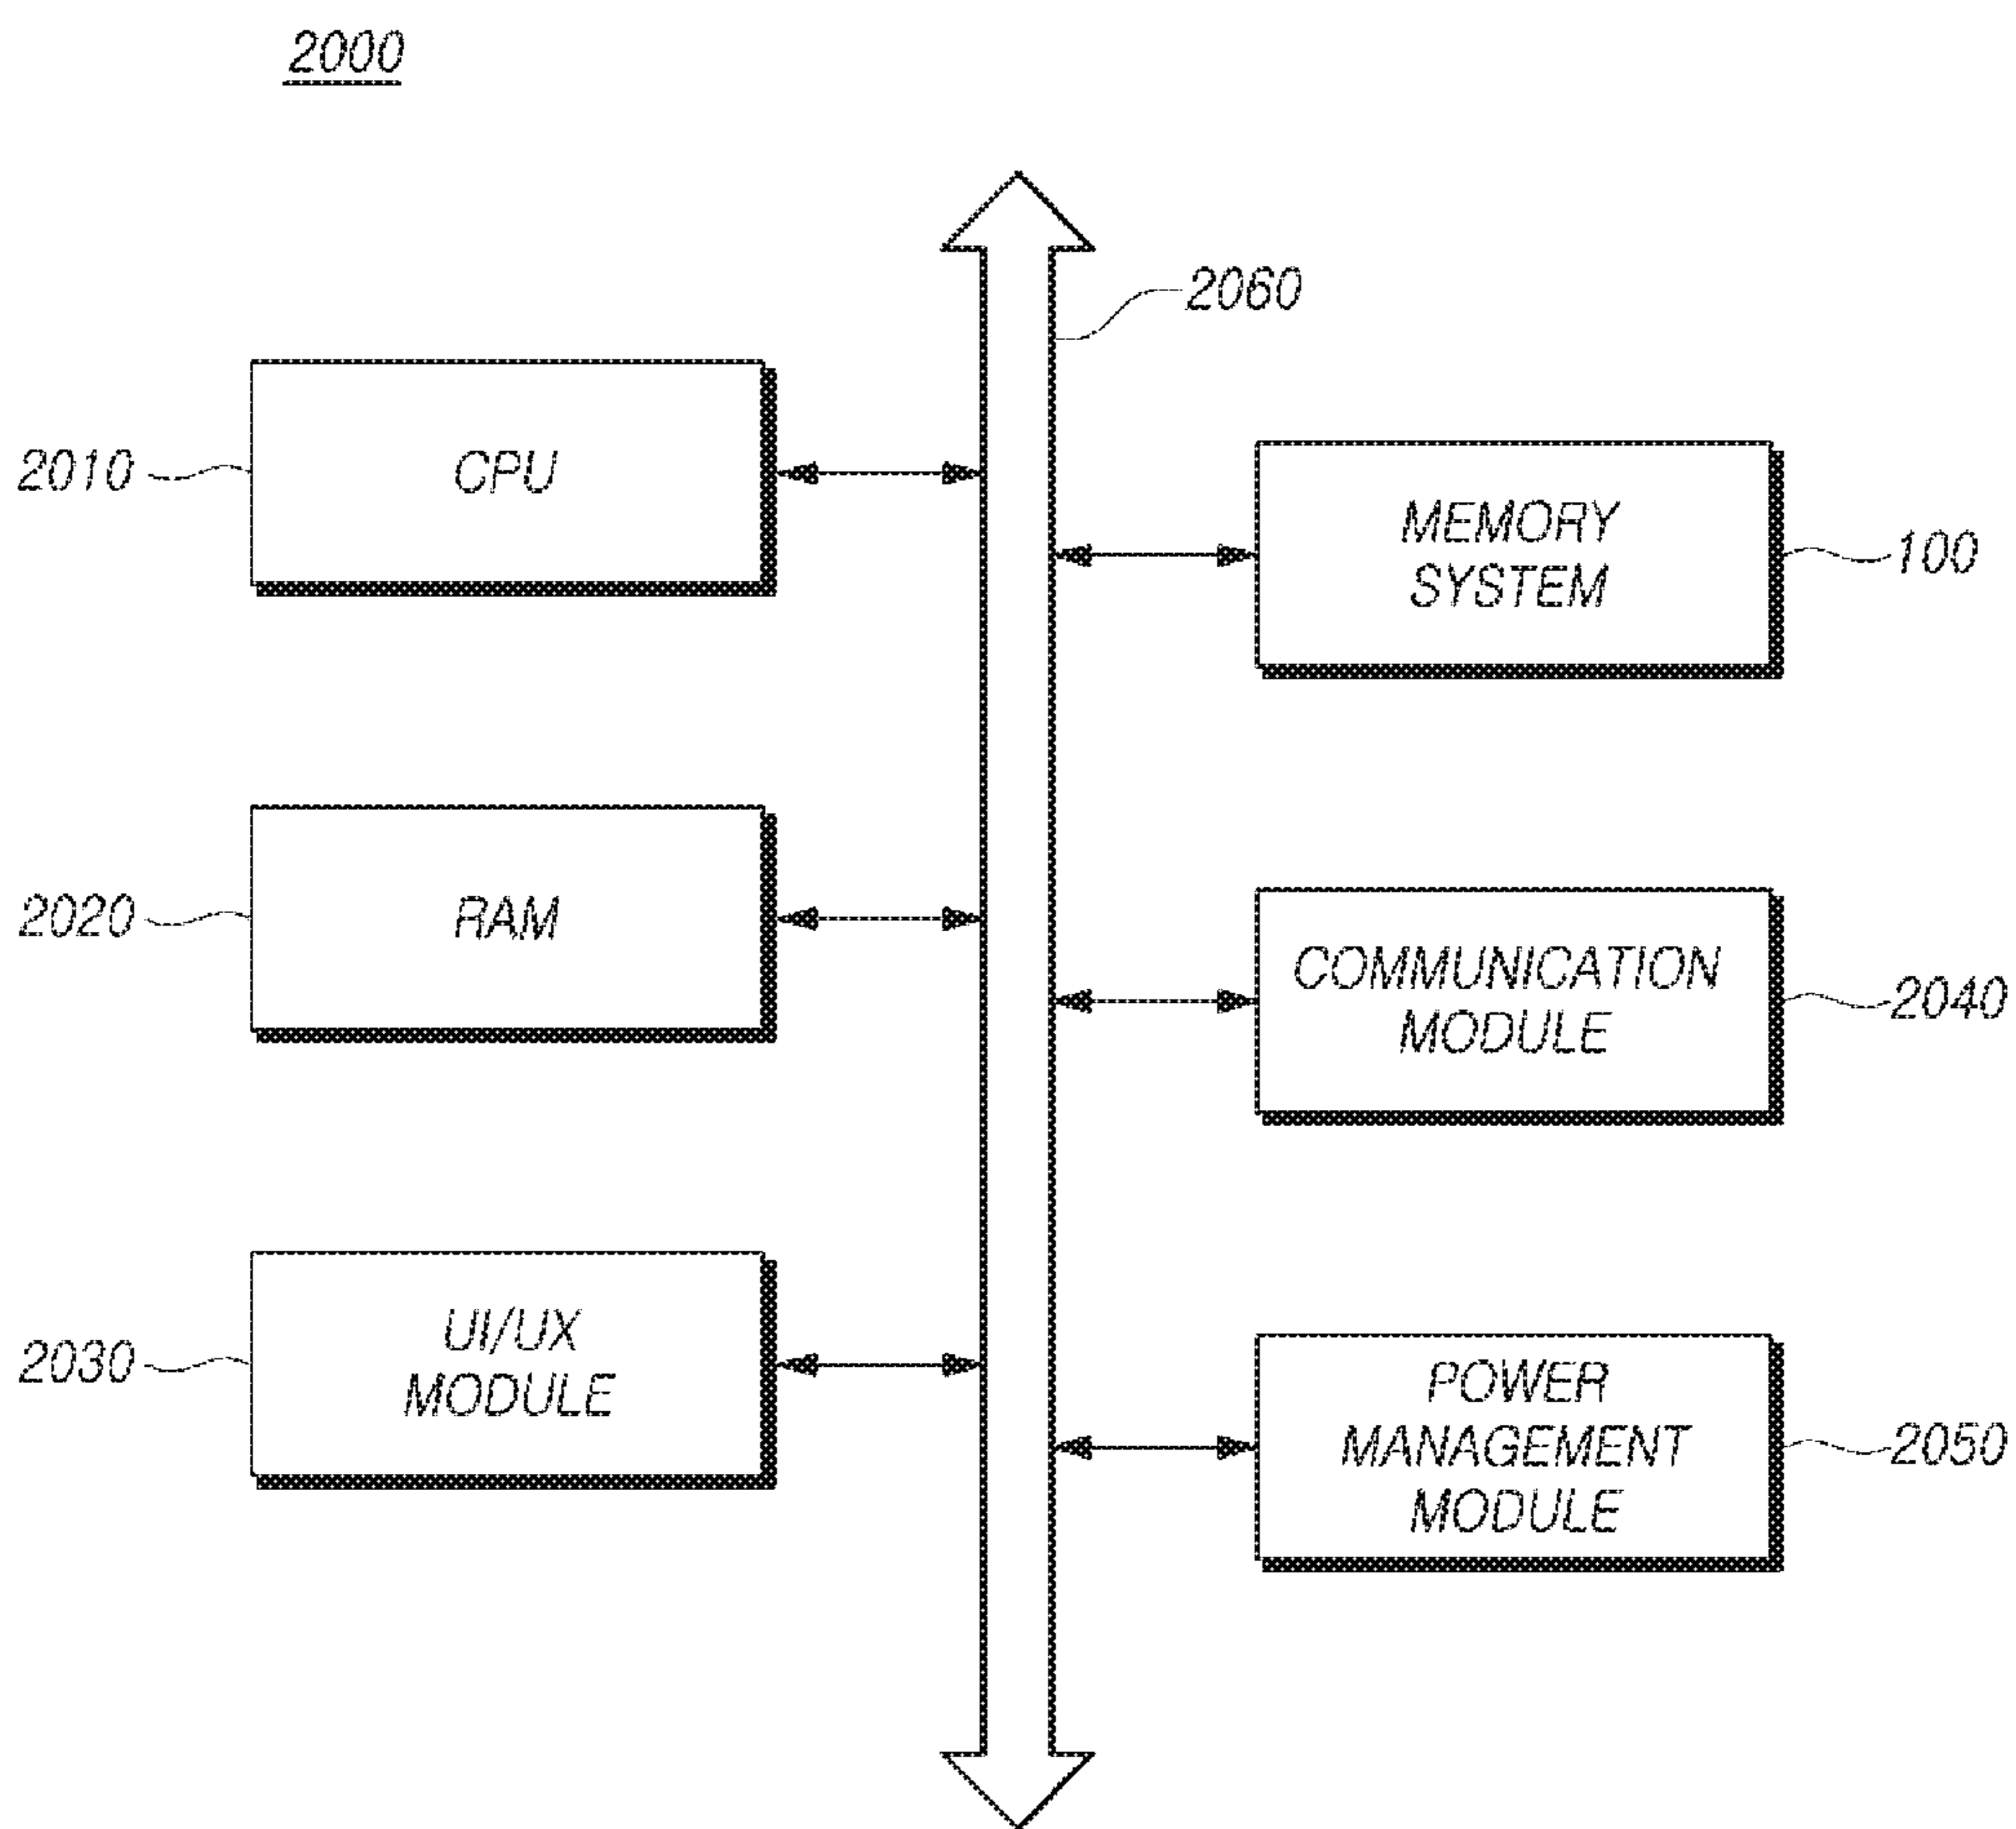 2000
2060
2010
CPU
MEMORY
SYSTEM
100
2020
RAM
COMMUNICATION
MODULE
2040
2030
UI/UX
MODULE
POWER
MANAGEMENT
MODULE
2050